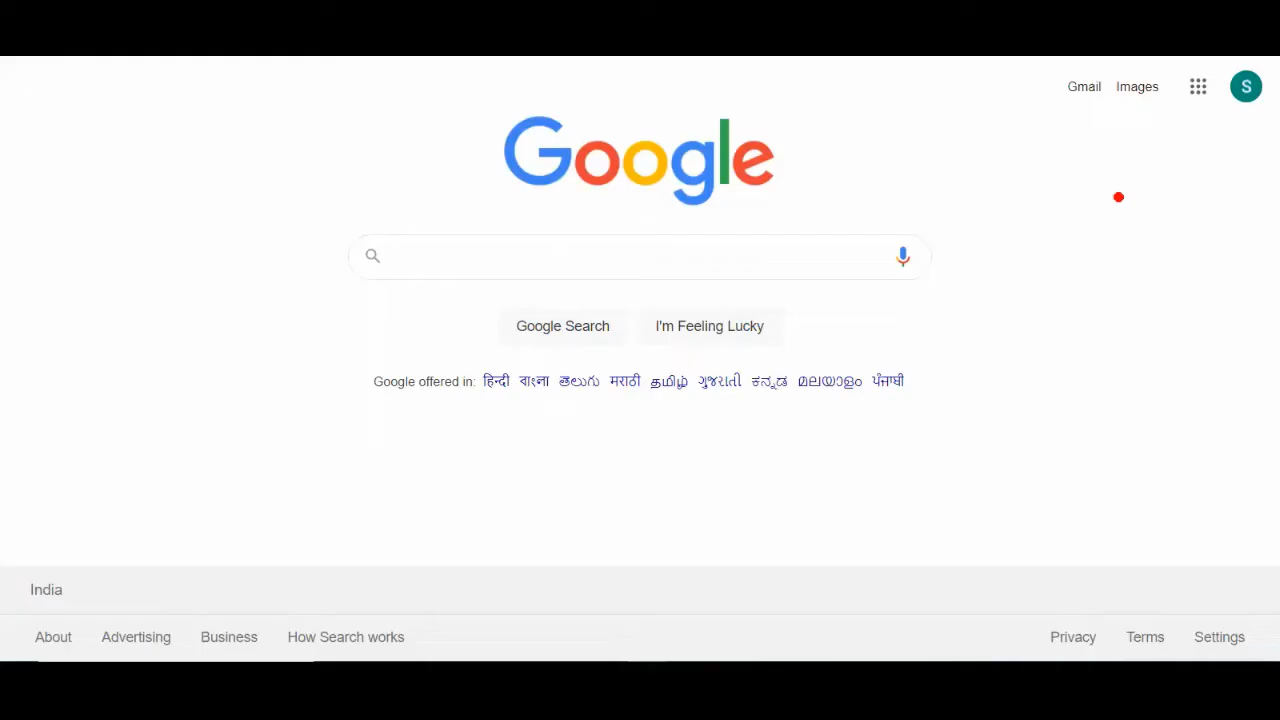 Gmail Images S
Google
Google Search I'm Feeling Lucky
Google offered in: हिन्दी বাংলা తెలుగు मराठी தமிழ் ગુજરાતી ಕನ್ನಡ മലയാളം ਪੰਜਾਬੀ
India
About Advertising Business How Search works Privacy Terms Settings